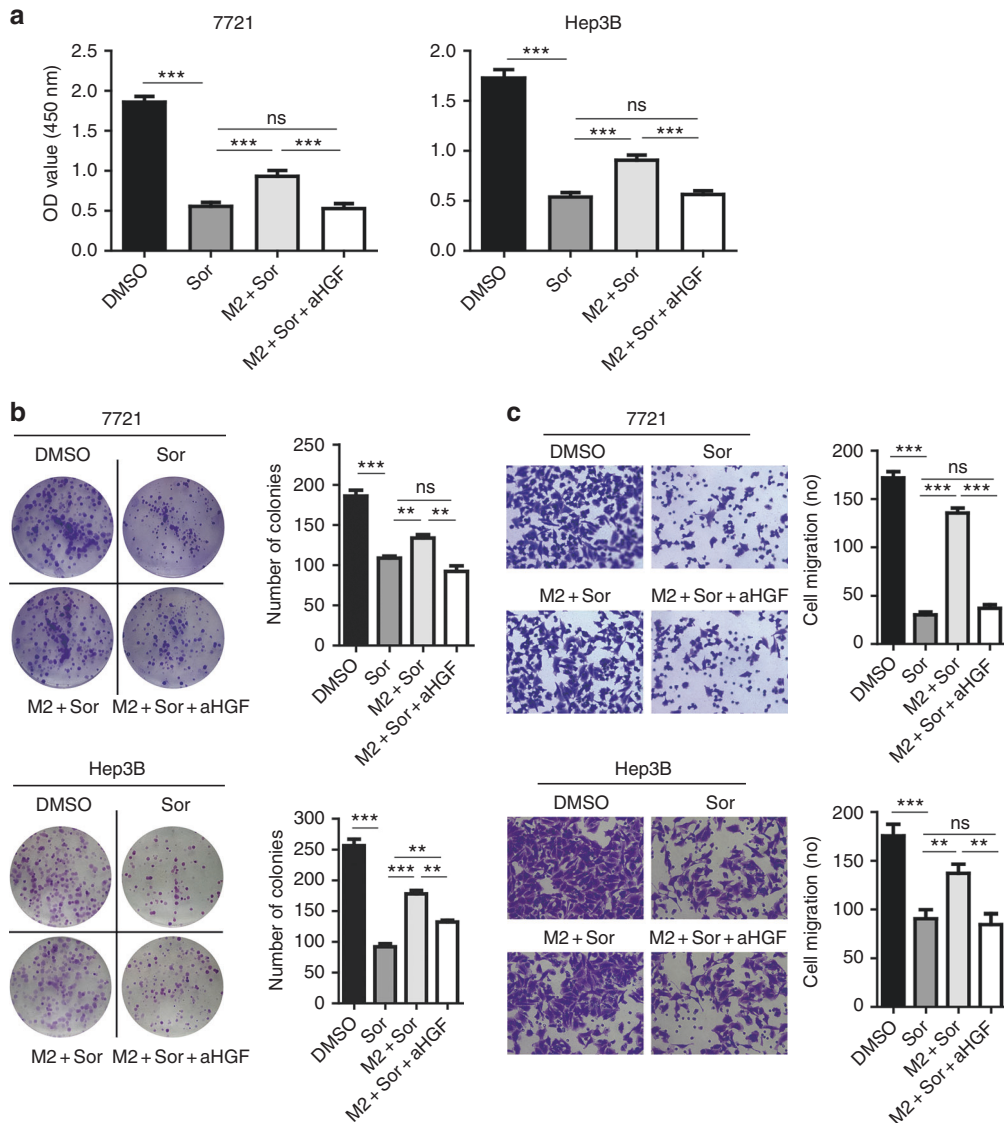 a
7721
Hep3B
OD value (450 nm)
2.5
2.0
1.5
1.0
0.5
0.0
***
ns
***
***
DMSO
Sor
M2 + Sor
M2 + Sor + aHGF
2.0
1.5
1.0
0.5
0.0
***
ns
***
***
DMSO
Sor
M2 + Sor
M2 + Sor + aHGF
b
7721
DMSO
Sor
M2 + Sor
M2 + Sor + aHGF
Number of colonies
250
200
150
100
50
0
***
ns
**
**
DMSO
Sor
M2 + Sor
M2 + Sor + aHGF
Hep3B
DMSO
Sor
M2 + Sor
M2 + Sor + aHGF
Number of colonies
300
250
200
150
100
50
0
***
**
***
**
DMSO
Sor
M2 + Sor
M2 + Sor + aHGF
c
7721
DMSO
Sor
M2 + Sor
M2 + Sor + aHGF
Cell migration (no)
200
150
100
50
0
***
ns
***
***
DMSO
Sor
M2 + Sor
M2 + Sor + aHGF
Hep3B
DMSO
Sor
M2 + Sor
M2 + Sor + aHGF
Cell migration (no)
200
150
100
50
0
***
ns
**
**
DMSO
Sor
M2 + Sor
M2 + Sor + aHGF